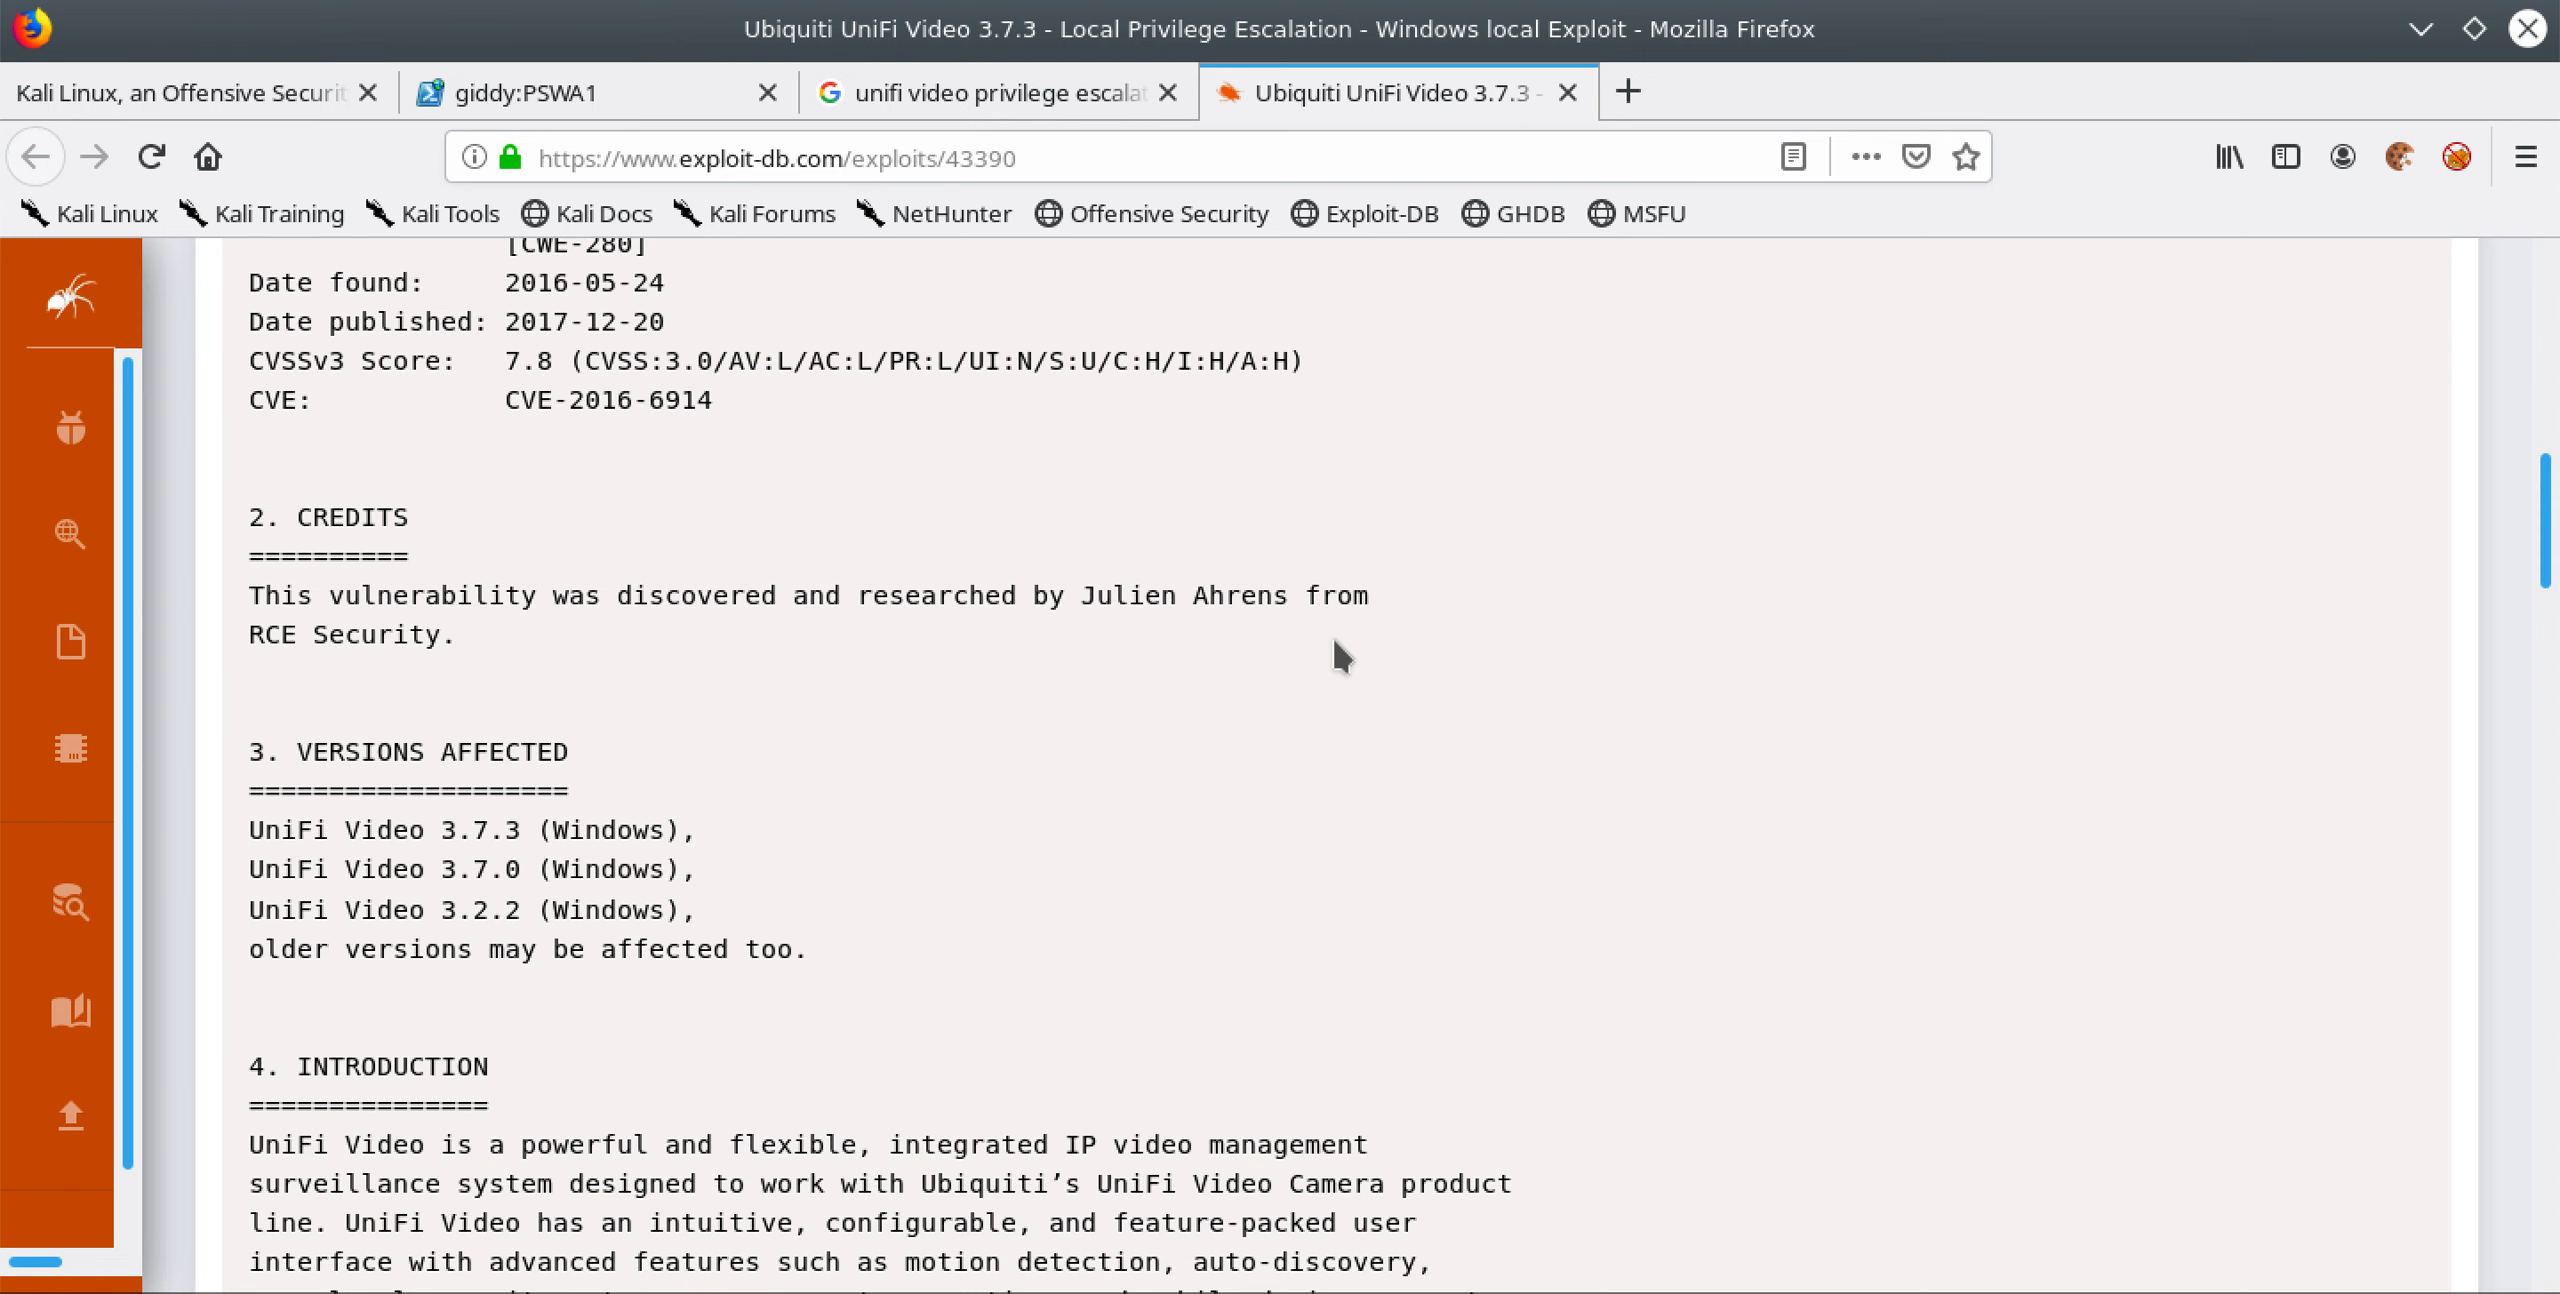 Ubiquiti UniFi Video 3.7.3 - Local Privilege Escalation - Windows local Exploit - Mozilla Firefox
Kali Linux, an Offensive Securit
giddy:PSWA1
unifi video privilege escalat
Ubiquiti UniFi Video 3.7.3 -
https://www.exploit-db.com/exploits/43390
Kali Linux
Kali Training
Kali Tools
Kali Docs
Kali Forums
NetHunter
Offensive Security
Exploit-DB
GHDB
MSFU
[CWE-280]
Date found: 2016-05-24
Date published: 2017-12-20
CVSSv3 Score: 7.8 (CVSS:3.0/AV:L/AC:L/PR:L/UI:N/S:U/C:H/I:H/A:H)
CVE: CVE-2016-6914
2. CREDITS
==========
This vulnerability was discovered and researched by Julien Ahrens from
RCE Security.
3. VERSIONS AFFECTED
====================
UniFi Video 3.7.3 (Windows),
UniFi Video 3.7.0 (Windows),
UniFi Video 3.2.2 (Windows),
older versions may be affected too.
4. INTRODUCTION
===============
UniFi Video is a powerful and flexible, integrated IP video management
surveillance system designed to work with Ubiquiti’s UniFi Video Camera product
line. UniFi Video has an intuitive, configurable, and feature-packed user
interface with advanced features such as motion detection, auto-discovery,